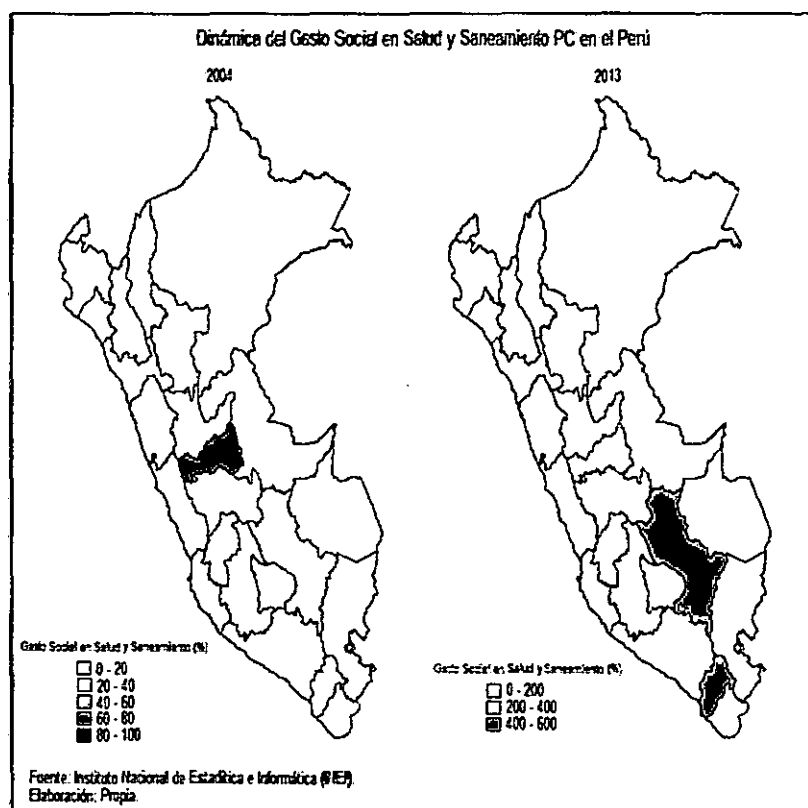 Dinámica del Gasto Social en Salud y Saneamiento PC en el Perú
2004
2013
Gasto Social en Salud y Saneamiento (%)
0 - 20
20 - 40
40 - 60
60 - 80
80 - 100
Gasto Social en Salud y Saneamiento (%)
0 - 200
200 - 400
400 - 600
Fuente: Instituto Nacional de Estadística e Informática
Elaboración: Propia.